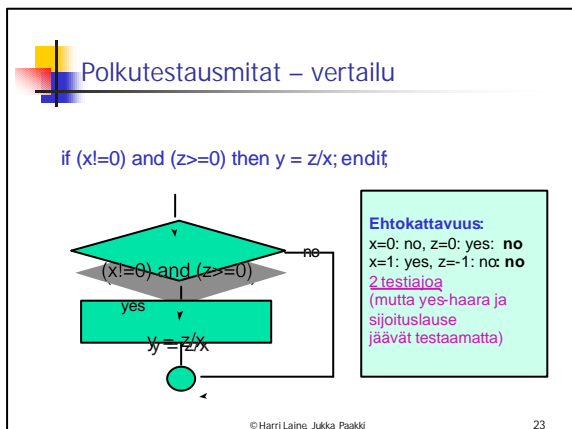 Polkutestausmitat – vertailu
if (x!=0) and (z>=0) then y = z/x; endif;
no
(x!=0) and (z>=0)
yes
y = z/x
Ehtokattavuus:
x=0: no, z=0: yes: no
x=1: yes, z=-1: no: no
2 testiajoa
(mutta yes-haara ja
sijoituslause
jäävät testaamatta)
© Harri Laine, Jukka Paakki
23